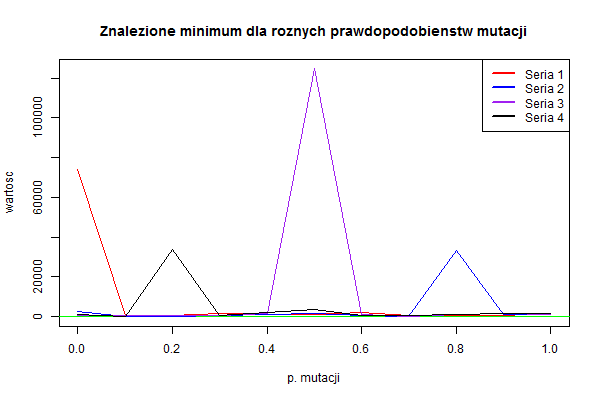 Znalezione minimum dla roznych prawdopodobienstw mutacji
Seria 1
Seria 2
Seria 3
Seria 4
wartosc
100000
60000
20000
0
0.0 0.2 0.4 0.6 0.8 1.0
p. mutacji